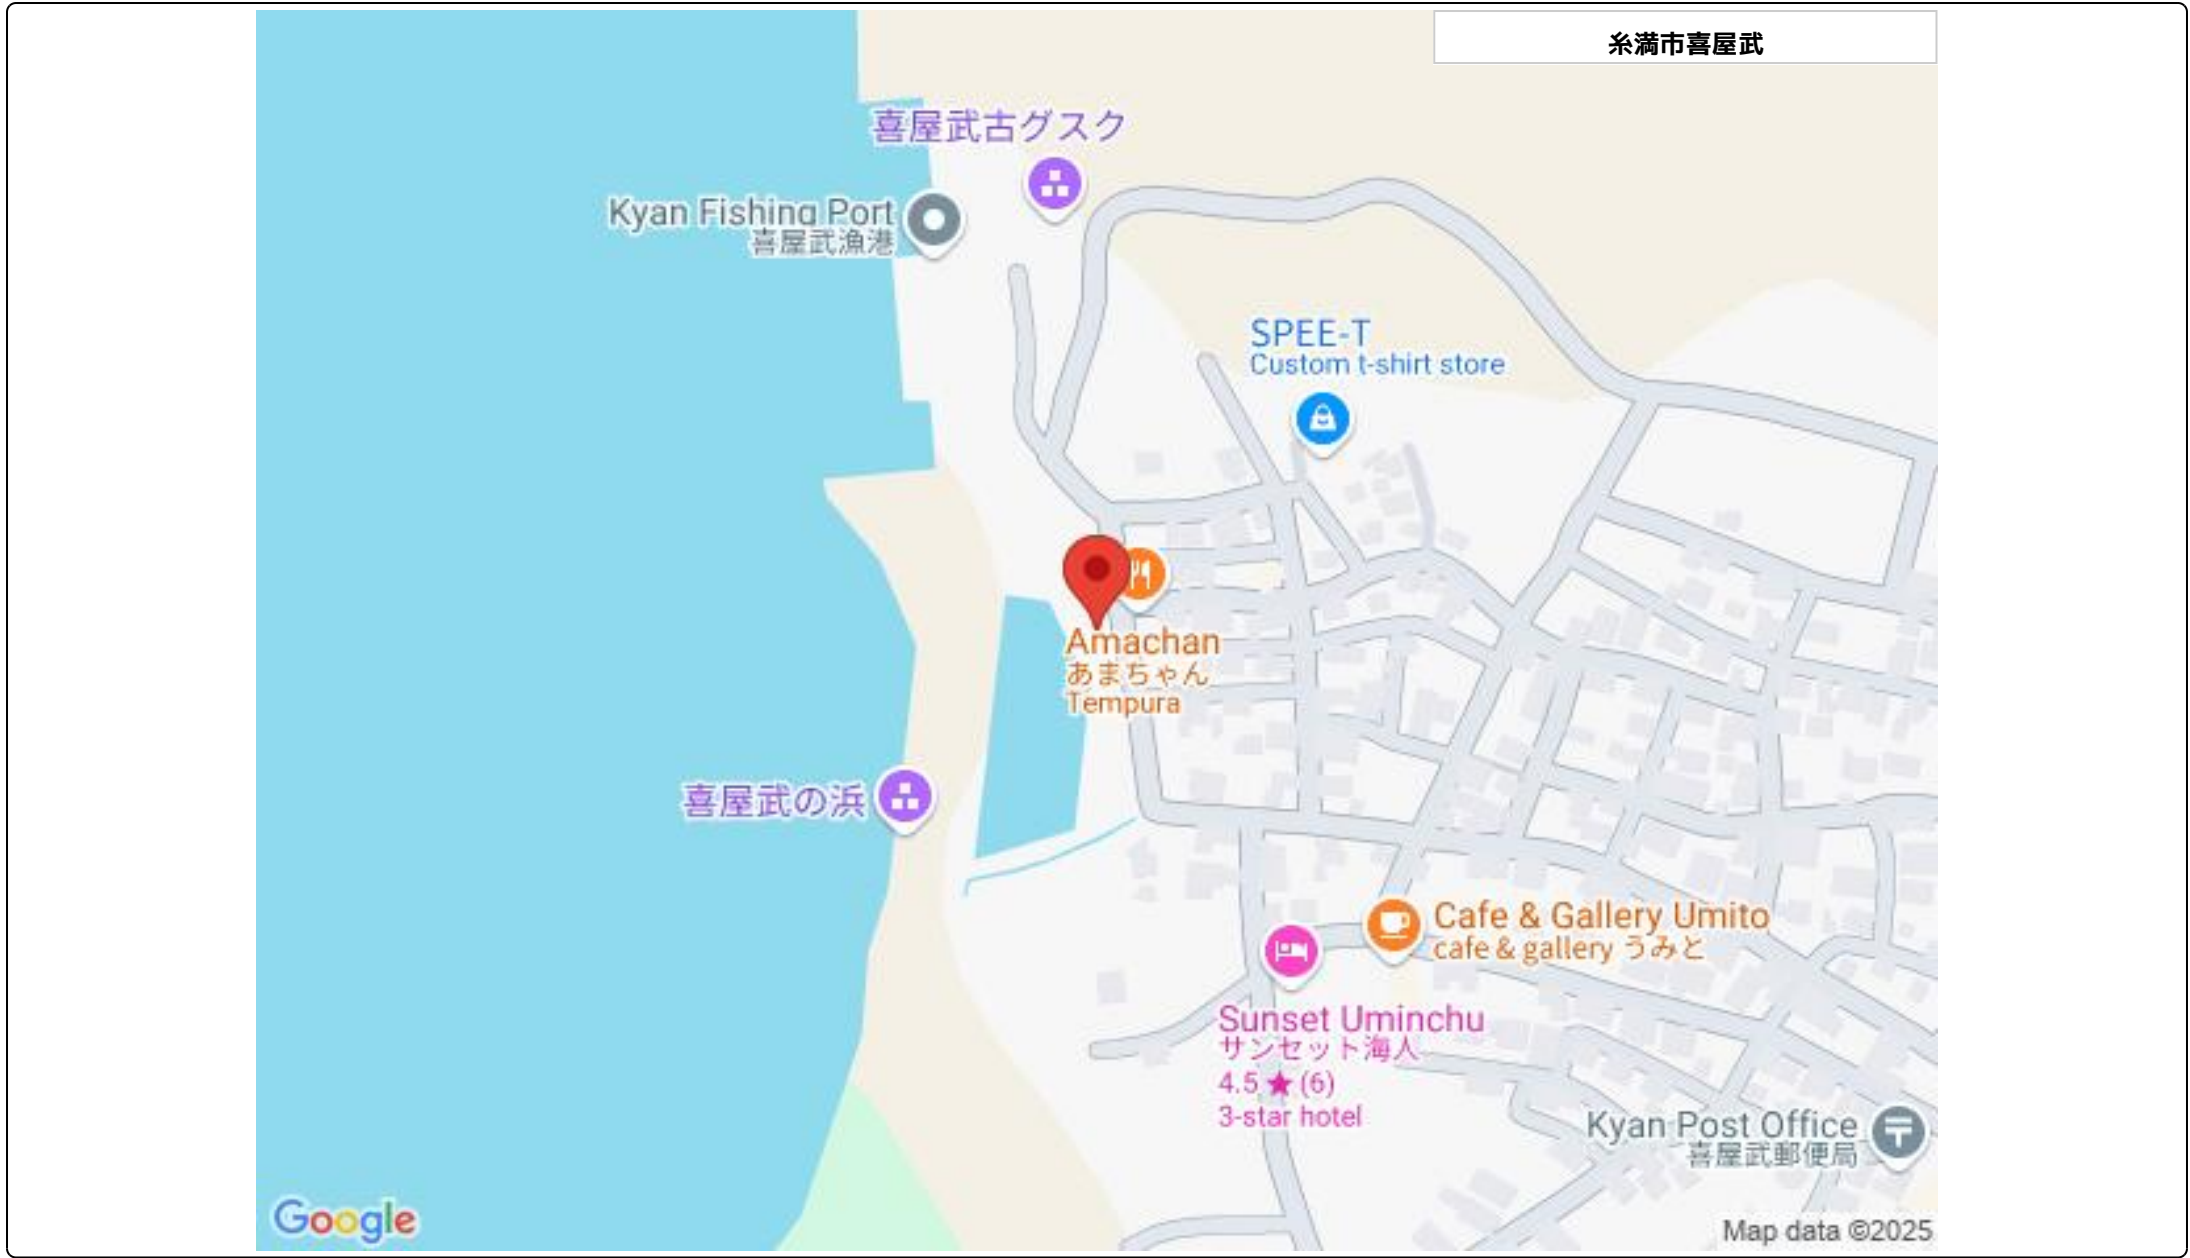 糸満市喜屋武
喜屋武古グスク
Kyan Fishing Port
喜屋武漁港
SPEE-T
Custom t-shirt store
Amachan
あまちゃん
Tempura
喜屋武の浜
Cafe & Gallery Umito
cafe & gallery うみと
Sunset Uminchu
サンセット海人
4.5 ★ (6)
3-star hotel
Kyan Post Office
喜屋武郵便局
Google
Map data ©2025